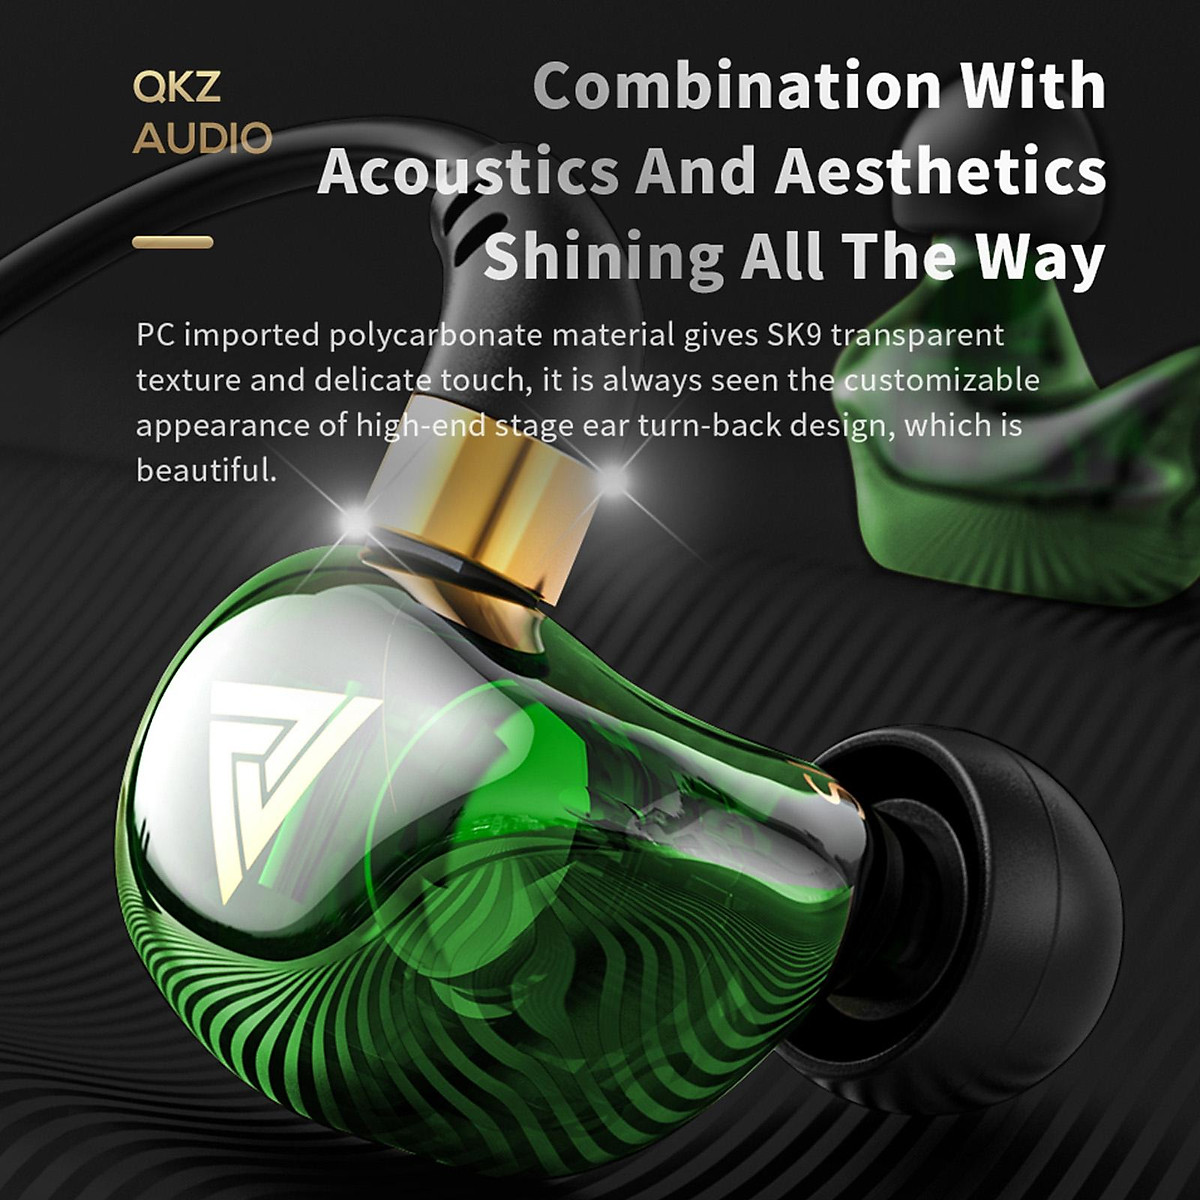 QKZ
AUDIO
Combination With
Acoustics And Aesthetics
Shining All The Way
PC imported polycarbonate material gives SK9 transparent
texture and delicate touch, it is always seen the customizable
appearance of high-end stage ear turn-back design, which is
beautiful.